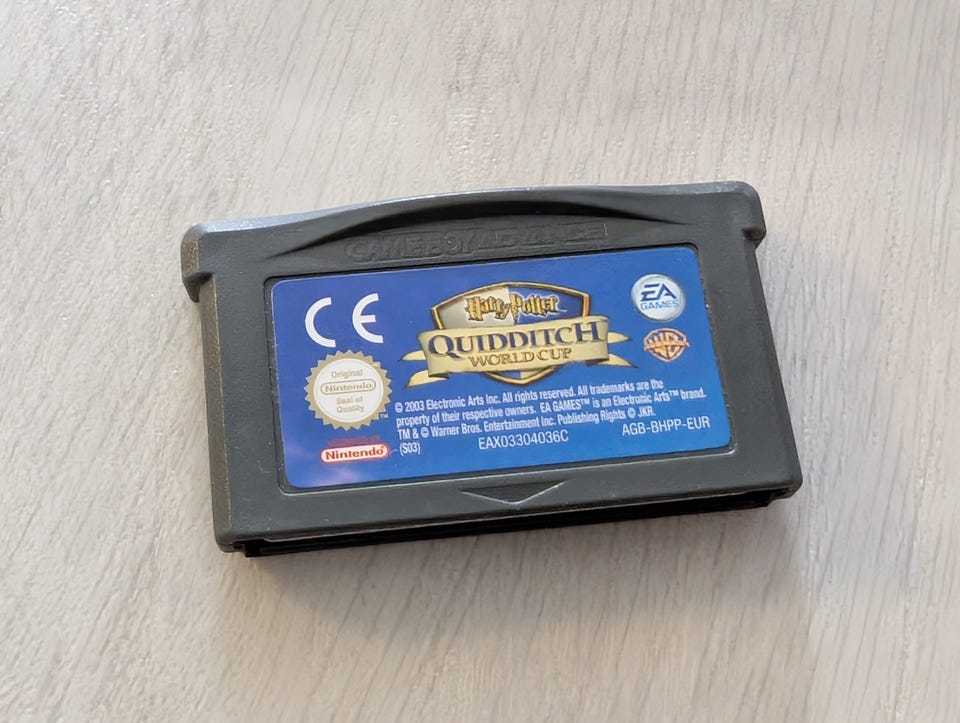 GAME BOY ADVANCE
CE
Harry Potter
QUIDDITCH
WORLD CUP
EA
GAMES
WB
Original
Nintendo
Seal of
Quality
TM
© 2003 Electronic Arts Inc. All rights reserved. All trademarks are the
property of their respective owners. EA GAMES™ is an Electronic Arts™ brand.
TM & © Warner Bros. Entertainment Inc. Publishing Rights © JKR.
(S03)
EAX03304036C
AGB-BHPP-EUR
Nintendo